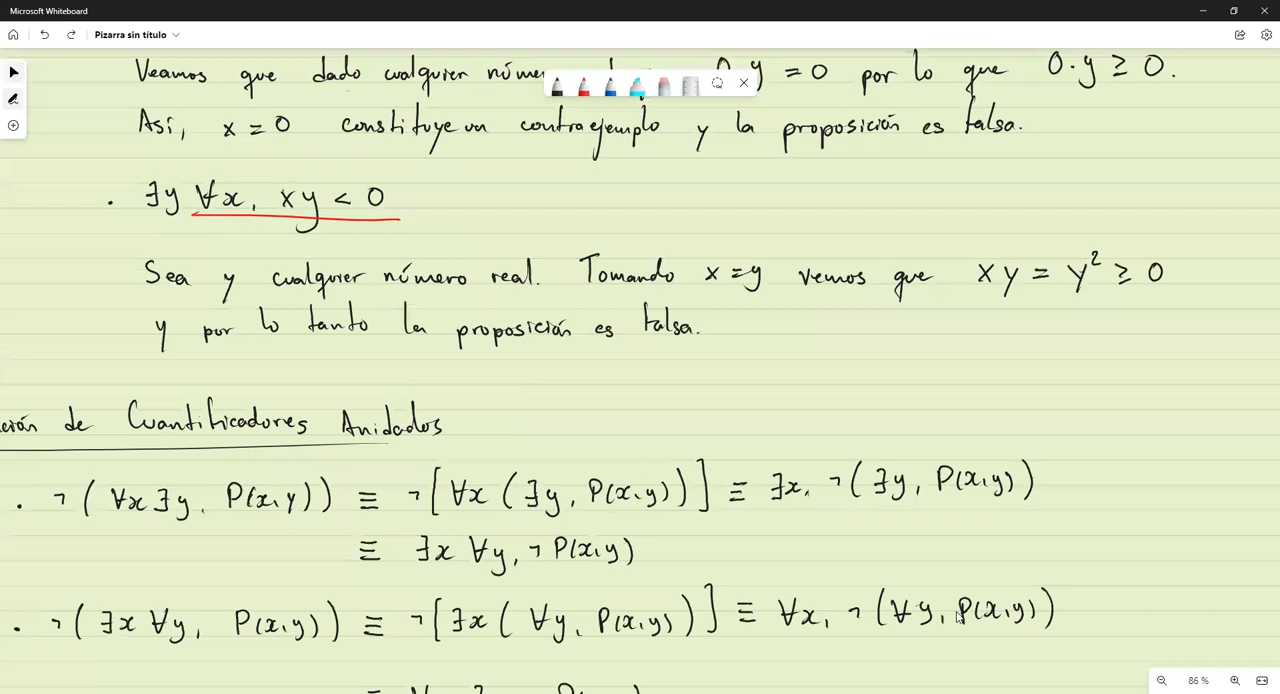 Microsoft Whiteboard
Pizarra sin título
Veamos que dado cualquier númer y = 0 por lo que 0·y ≥ 0.
Así, x = 0 constituye un contraejemplo y la proposición es falsa.
· ∃y ∀x, xy < 0
Sea y cualquier número real. Tomando x = y vemos que xy = y² ≥ 0
y por lo tanto la proposición es falsa.
de Cuantificadores Anidados
· ¬(∀x∃y, P(x,y)) ≡ ¬[∀x(∃y, P(x,y))] ≡ ∃x, ¬(∃y, P(x,y))
≡ ∃x ∀y, ¬P(x,y)
· ¬(∃x ∀y, P(x,y)) ≡ ¬[∃x(∀y, P(x,y))] ≡ ∀x, ¬(∀y, P(x,y))
86 %